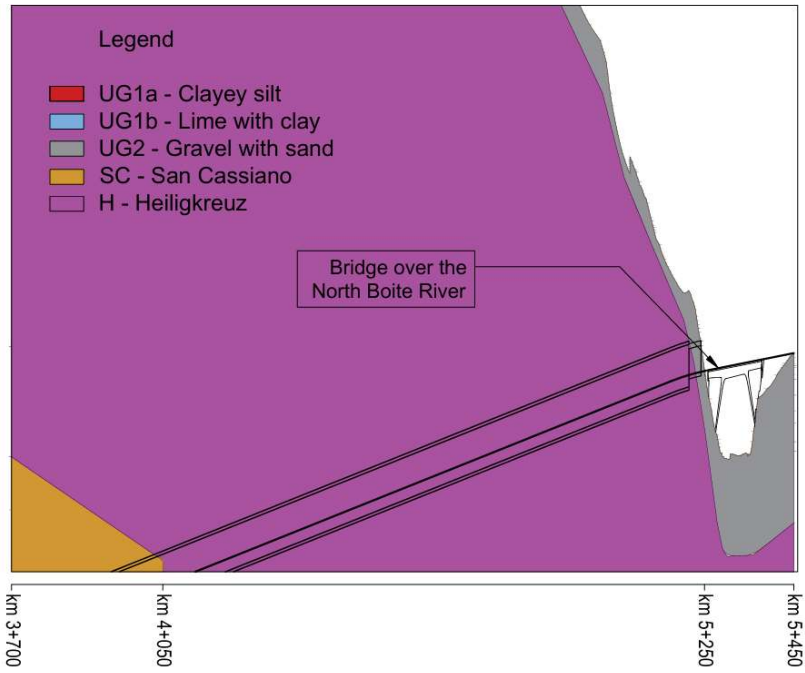 Legend
UG1a - Clayey silt
UG1b - Lime with clay
UG2 - Gravel with sand
SC - San Cassiano
H - Heiligkreuz
Bridge over the
North Boite River
km 3+700
km 4+050
km 5+250
km 5+450